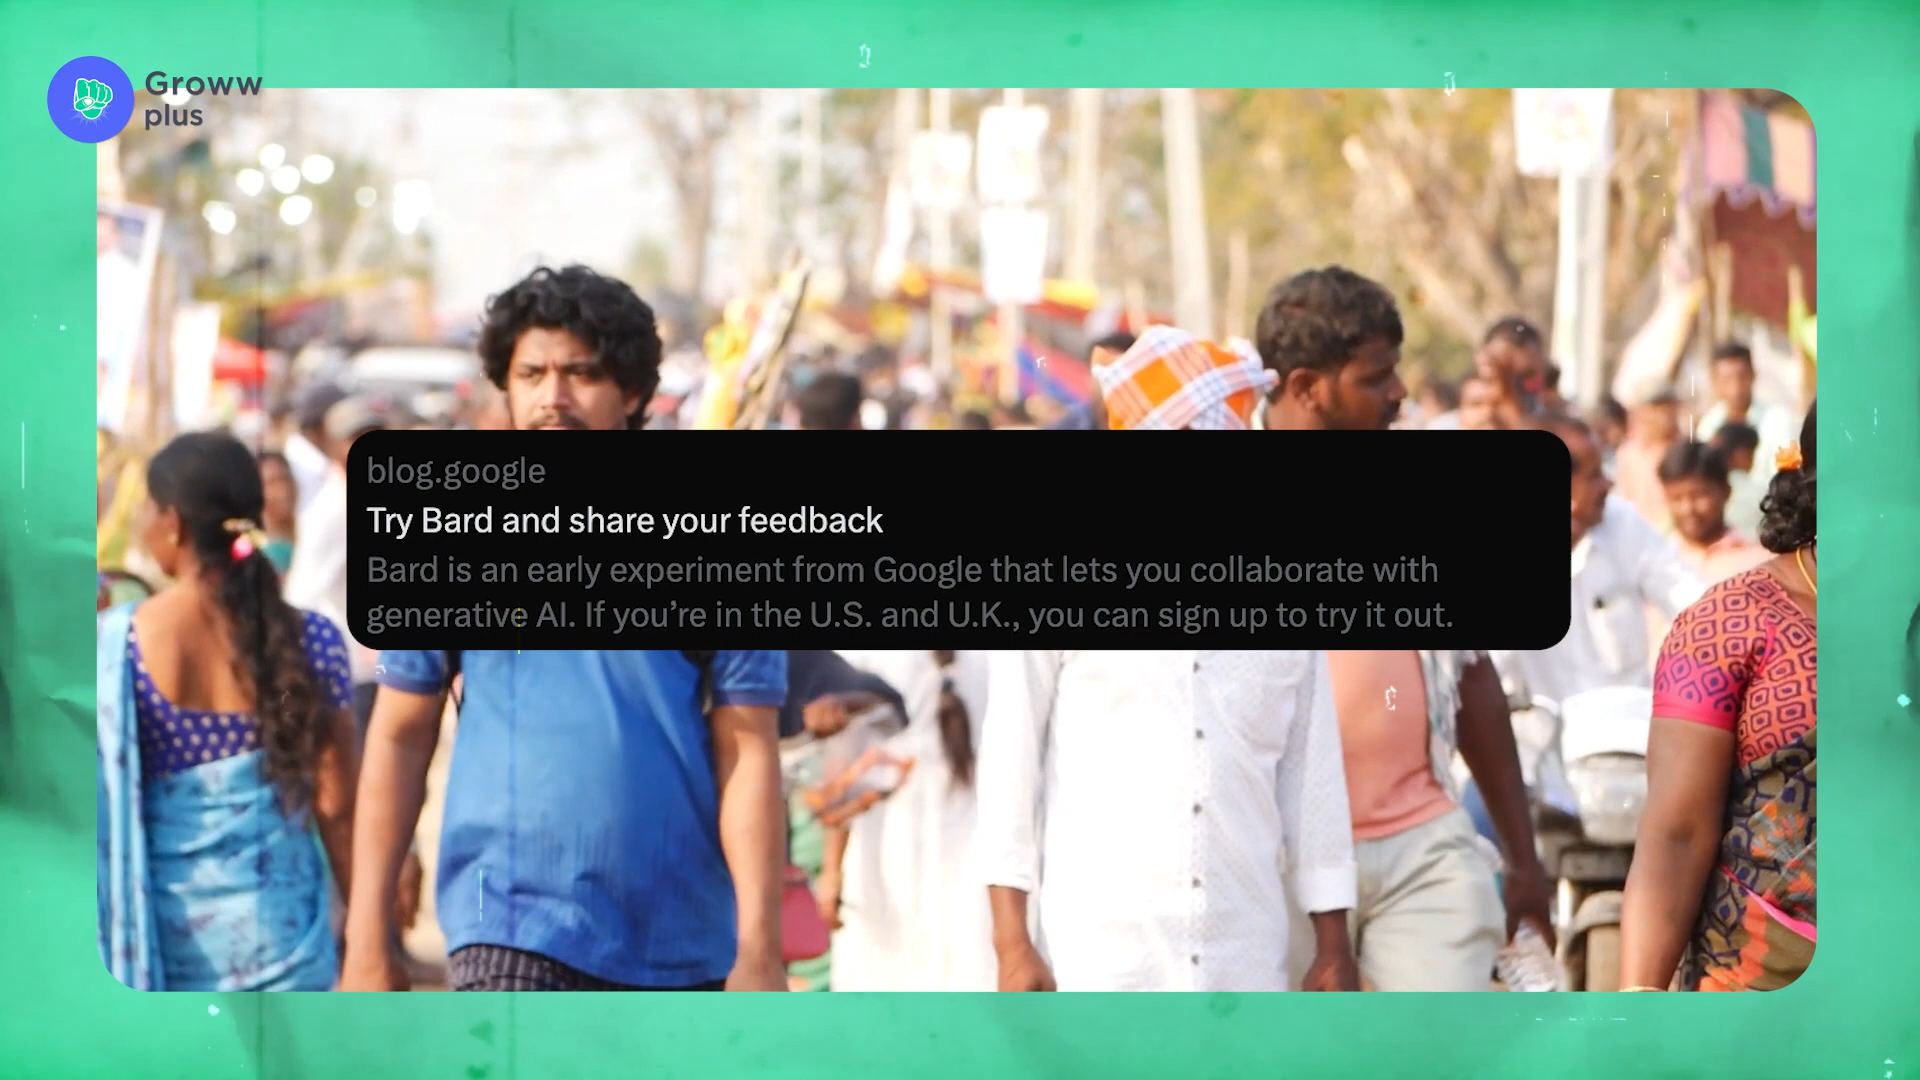 Groww
plus
blog.google
Try Bard and share your feedback
Bard is an early experiment from Google that lets you collaborate with
generative AI. If you’re in the U.S. and U.K., you can sign up to try it out.